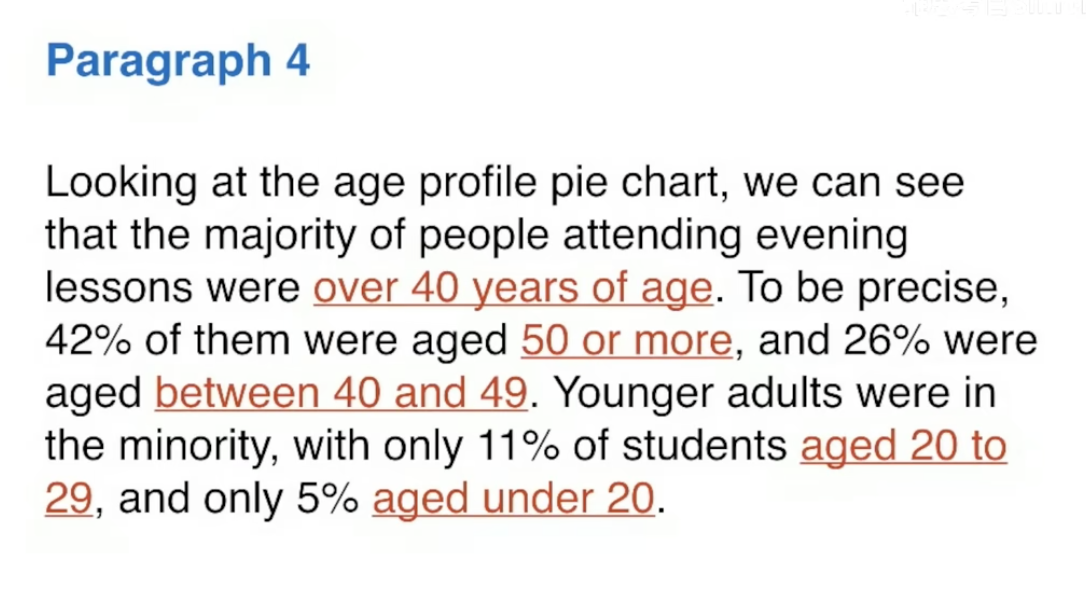 Paragraph 4
Looking at the age profile pie chart, we can see
that the majority of people attending evening
lessons were over 40 years of age. To be precise,
42% of them were aged 50 or more, and 26% were
aged between 40 and 49. Younger adults were in
the minority, with only 11% of students aged 20 to
29, and only 5% aged under 20.